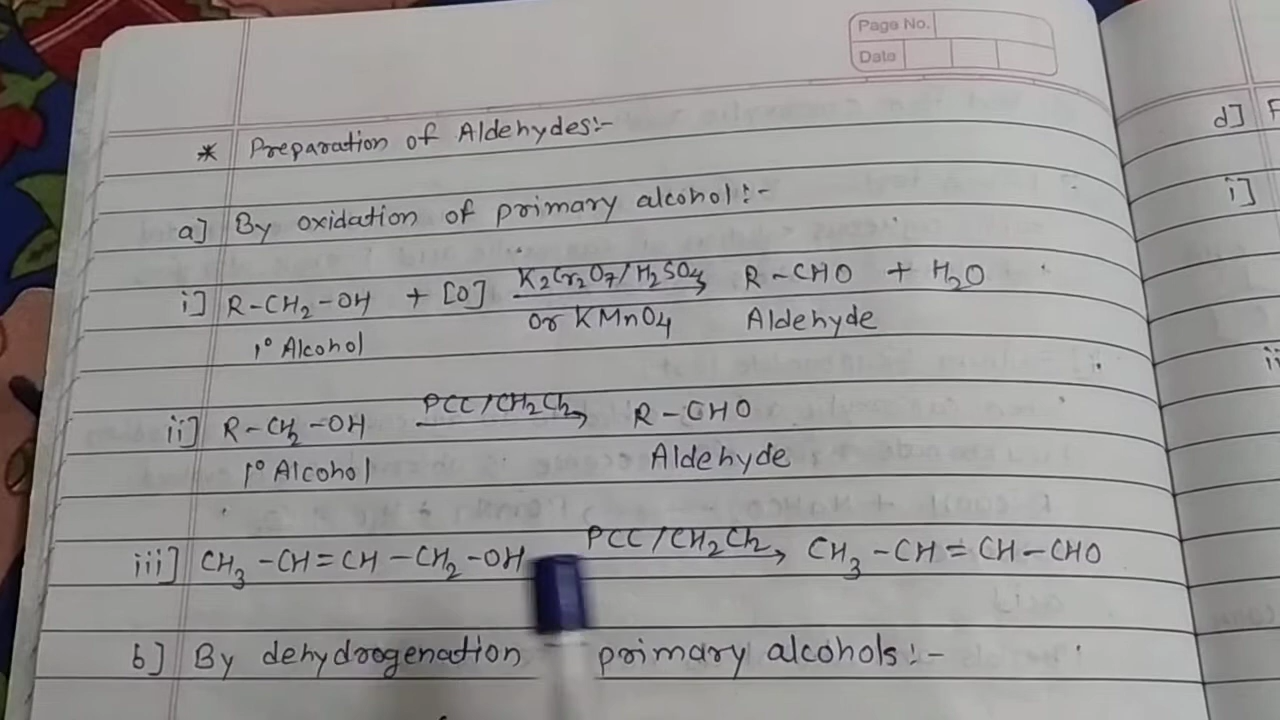 Page No.
Date
* Preparation of Aldehydes:-
a] By oxidation of primary alcohol:-
i] R-CH₂-OH + [O] K₂Cr₂O₇/H₂SO₄ R-CHO + H₂O
or KMnO₄ Aldehyde
1° Alcohol
ii] R-CH₂-OH PCC/CH₂Cl₂ R-CHO
1° Alcohol Aldehyde
iii] CH₃-CH=CH-CH₂-OH PCC/CH₂Cl₂ CH₃-CH=CH-CHO
b] By dehydrogenation primary alcohols:-
d]
i]
ii